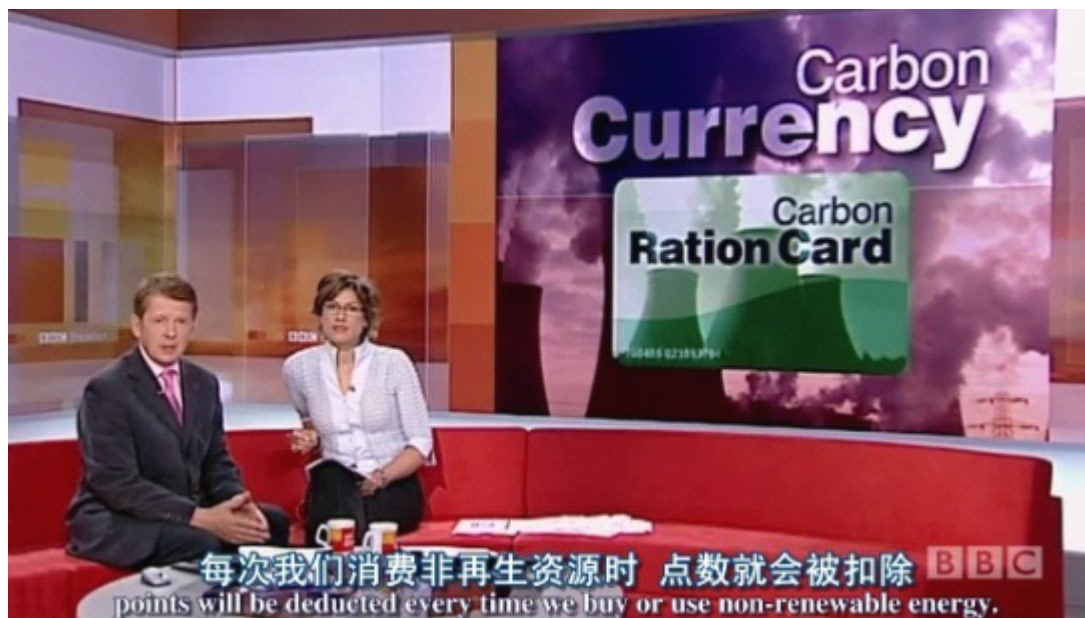 Carbon
Currency
Carbon
Ration Card
BBC
BBC
每次我们消费非再生资源时 点数就会被扣除
BBC
points will be deducted every time we buy or use non-renewable energy.